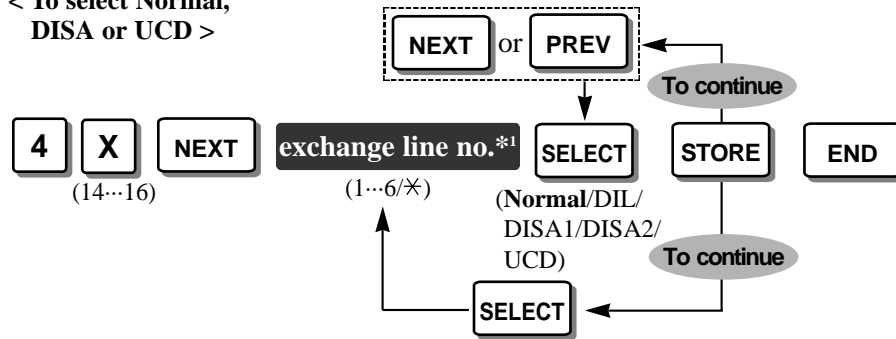 < To select Normal,
DISA or UCD >
NEXT or PREV
To continue
4 X NEXT exchange line no.*1 SELECT STORE END
(14···16) (1···6/✳) (Normal/DIL/
DISA1/DISA2/
UCD)
To continue
SELECT